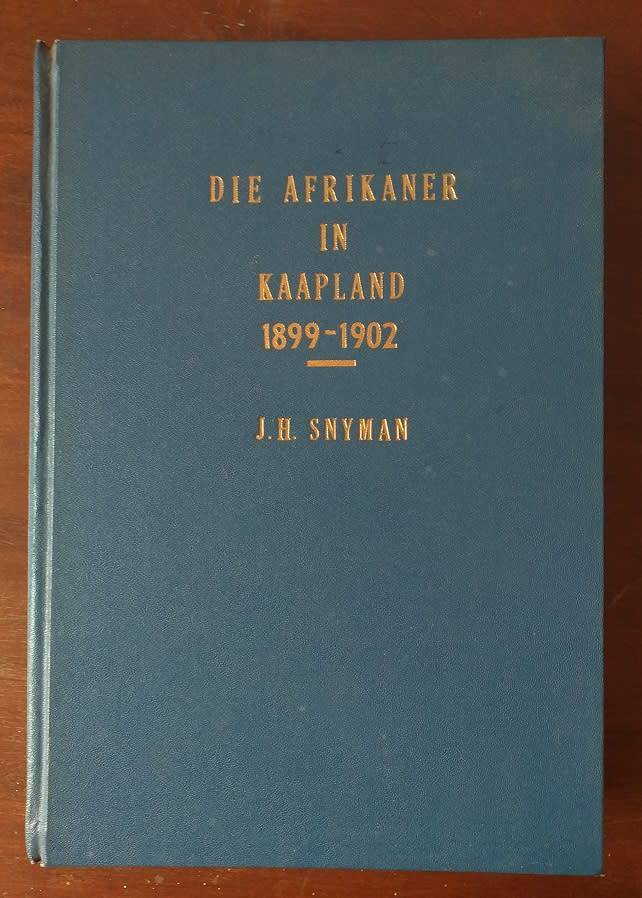 DIE AFRIKANER
IN
KAAPLAND
1899-1902
J.H. SNYMAN